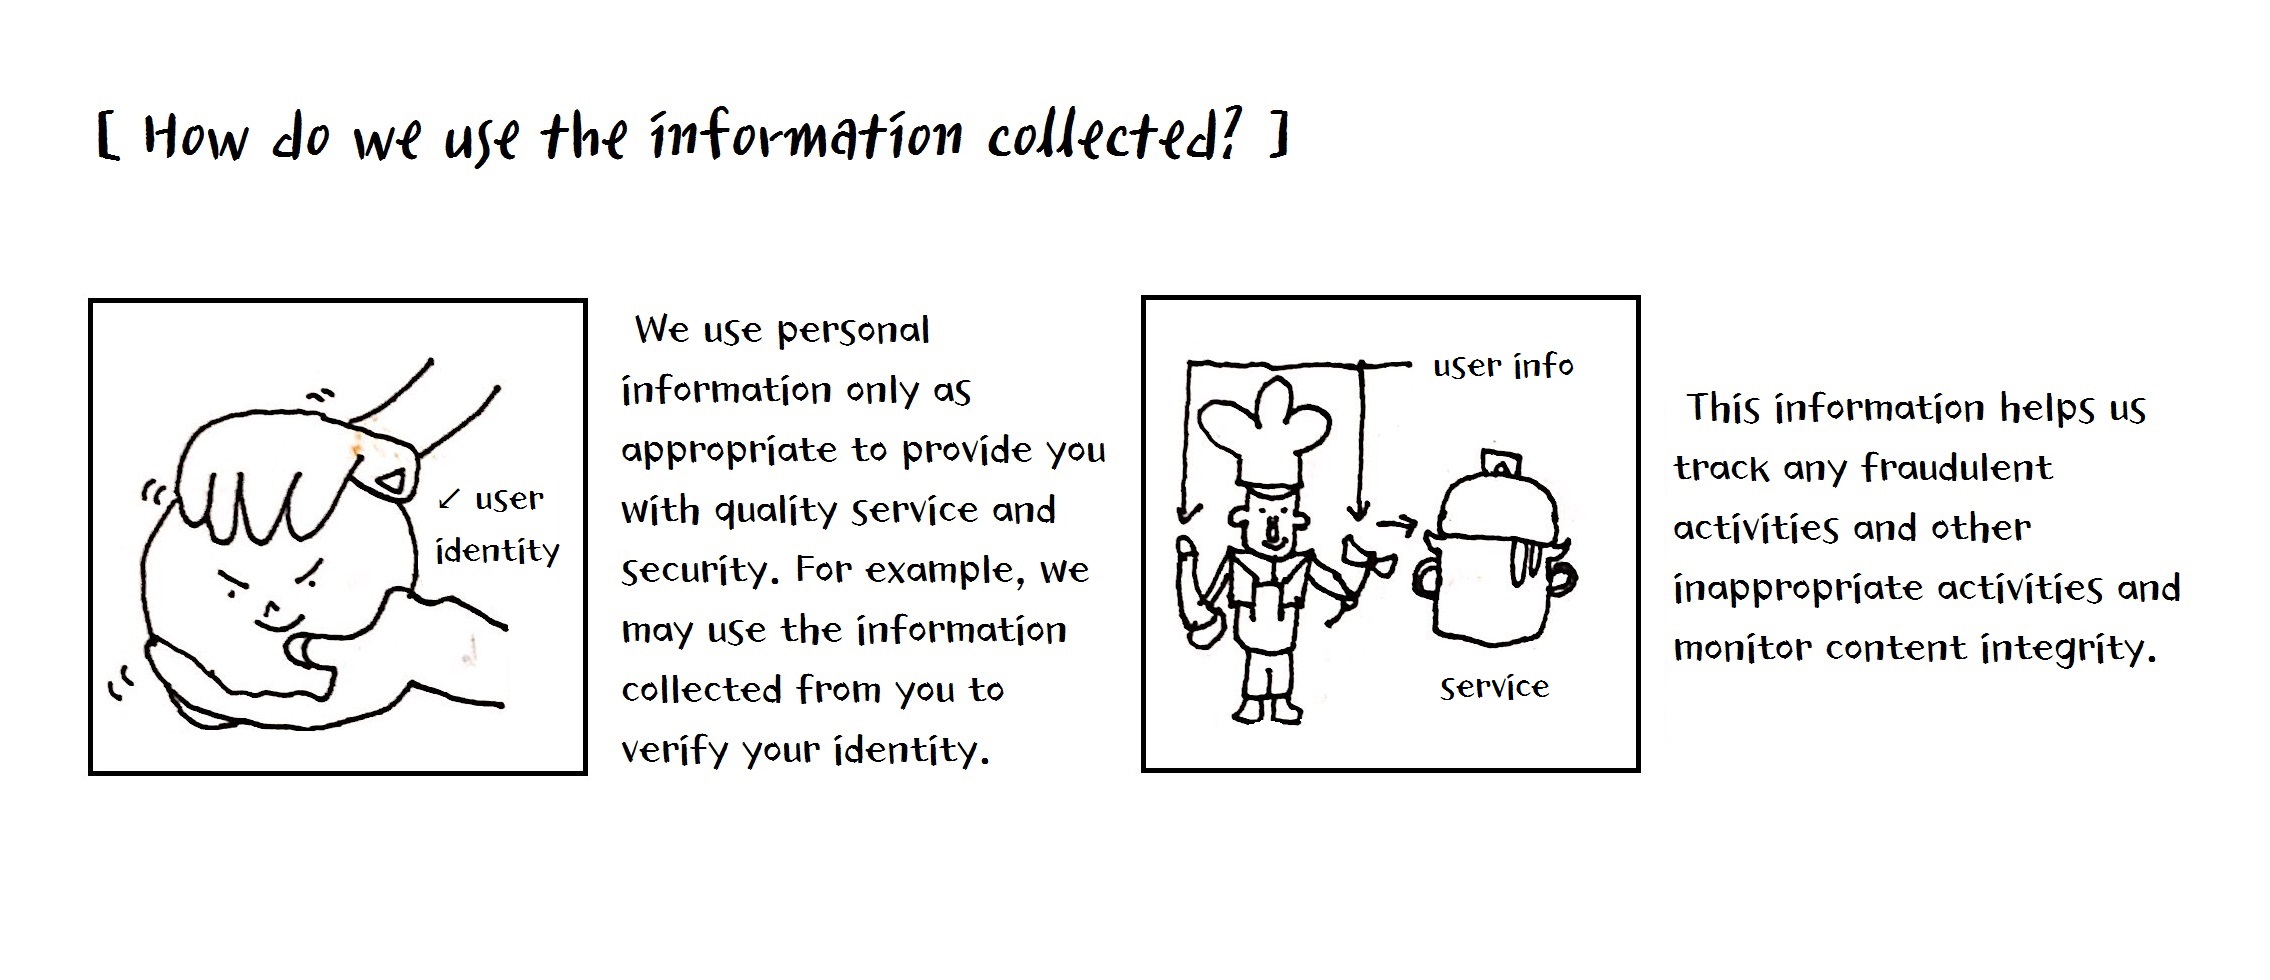 [ How do we use the information collected? ]
↙ user
identity
We use personal
information only as
appropriate to provide you
with quality service and
security. For example, we
may use the information
collected from you to
verify your identity.
user info
service
This information helps us
track any fraudulent
activities and other
inappropriate activities and
monitor content integrity.